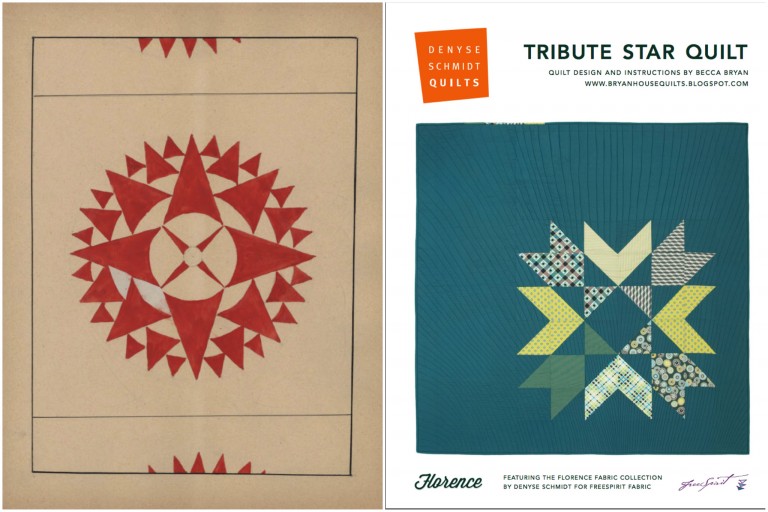 DENYSE
SCHMIDT
QUILTS
TRIBUTE STAR QUILT
QUILT DESIGN AND INSTRUCTIONS BY BECCA BRYAN
WWW.BRYANHOUSEQUILTS.BLOGSPOT.COM
Florence
FEATURING THE FLORENCE FABRIC COLLECTION
BY DENYSE SCHMIDT FOR FREESPIRIT FABRIC
FreeSpirit